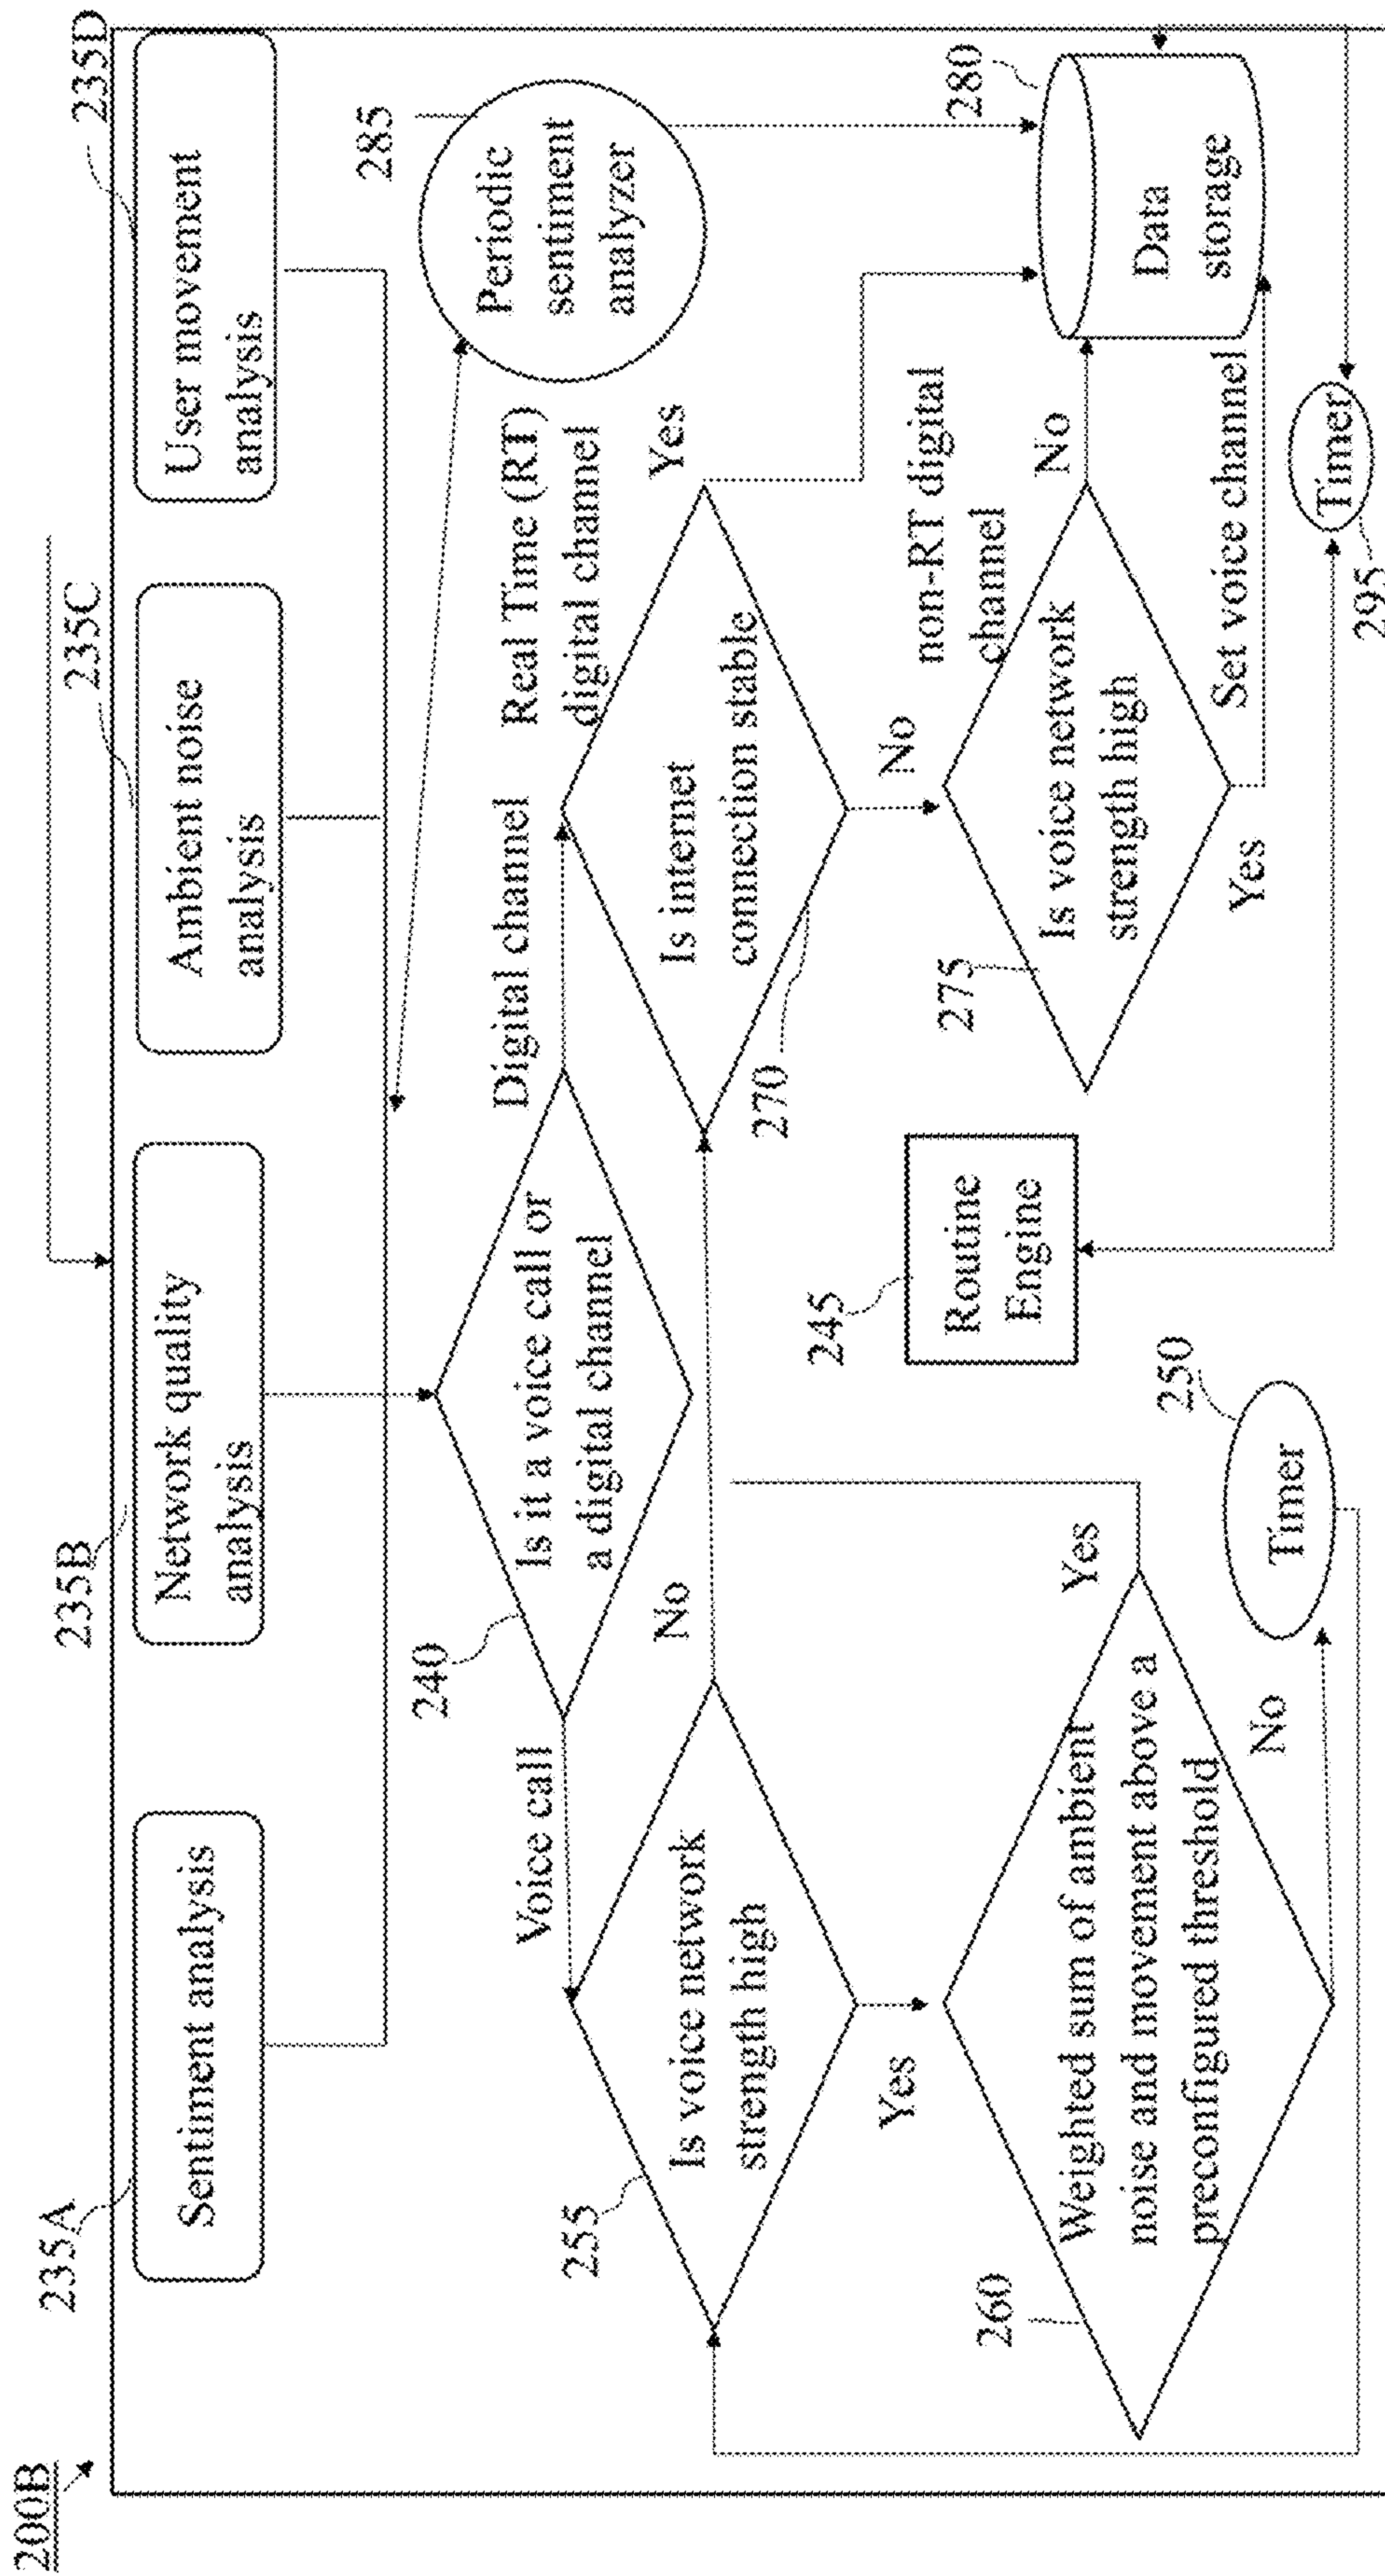 200B
235A
235B
235C
235D
Sentiment analysis
Network quality
analysis
Ambient noise
analysis
User movement
analysis
240
Is it a voice call or
a digital channel
Voice call
Digital channel
Real Time (RT)
digital channel
285
Periodic
sentiment
analyzer
255
Is voice network
strength high
No
Yes
Is internet
connection stable
270
Yes
No
non-RT digital
channel
260
Weighted sum of ambient
noise and movement above a
preconfigured threshold
Yes
No
250
Timer
245
Routine
Engine
275
Is voice network
strength high
No
Yes
Set voice channel
280
Data
storage
Timer
295